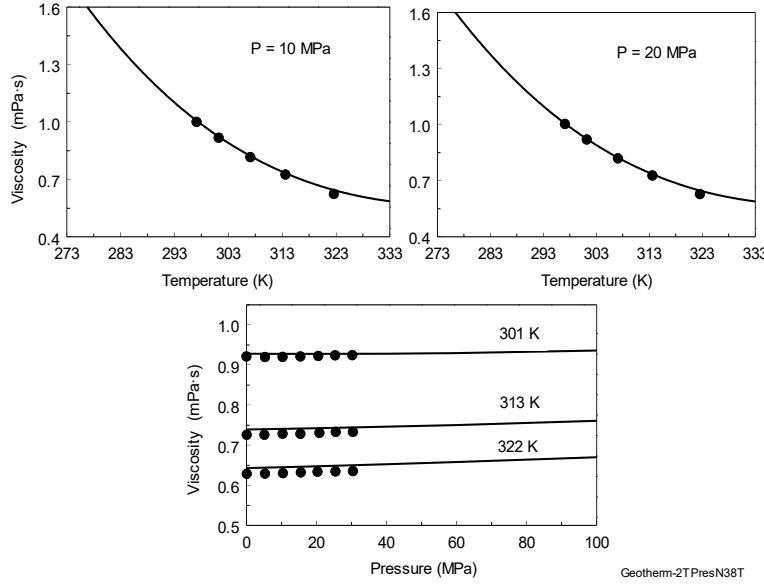 1.6
1.3
1.0
0.7
0.4
Viscosity (mPa·s)
P = 10 MPa
273 283 293 303 313 323 333
Temperature (K)
1.6
1.3
1.0
0.7
0.4
P = 20 MPa
273 283 293 303 313 323 333
Temperature (K)
1.0
0.9
0.8
0.7
0.6
0.5
Viscosity (mPa·s)
301 K
313 K
322 K
0 20 40 60 80 100
Pressure (MPa)
Geotherm-2TPresN38T